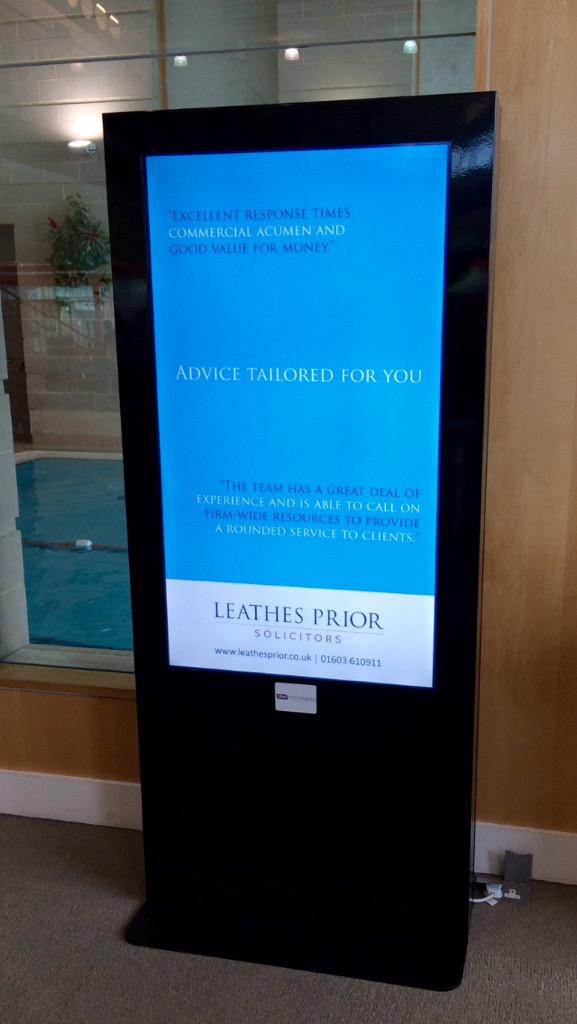 "EXCELLENT RESPONSE TIMES,
COMMERCIAL ACUMEN AND
GOOD VALUE FOR MONEY."
ADVICE TAILORED FOR YOU
"THE TEAM HAS A GREAT DEAL OF
EXPERIENCE AND IS ABLE TO CALL ON
FIRM-WIDE RESOURCES TO PROVIDE
A ROUNDED SERVICE TO CLIENTS."
LEATHES PRIOR
SOLICITORS
www.leathesprior.co.uk | 01603 610911